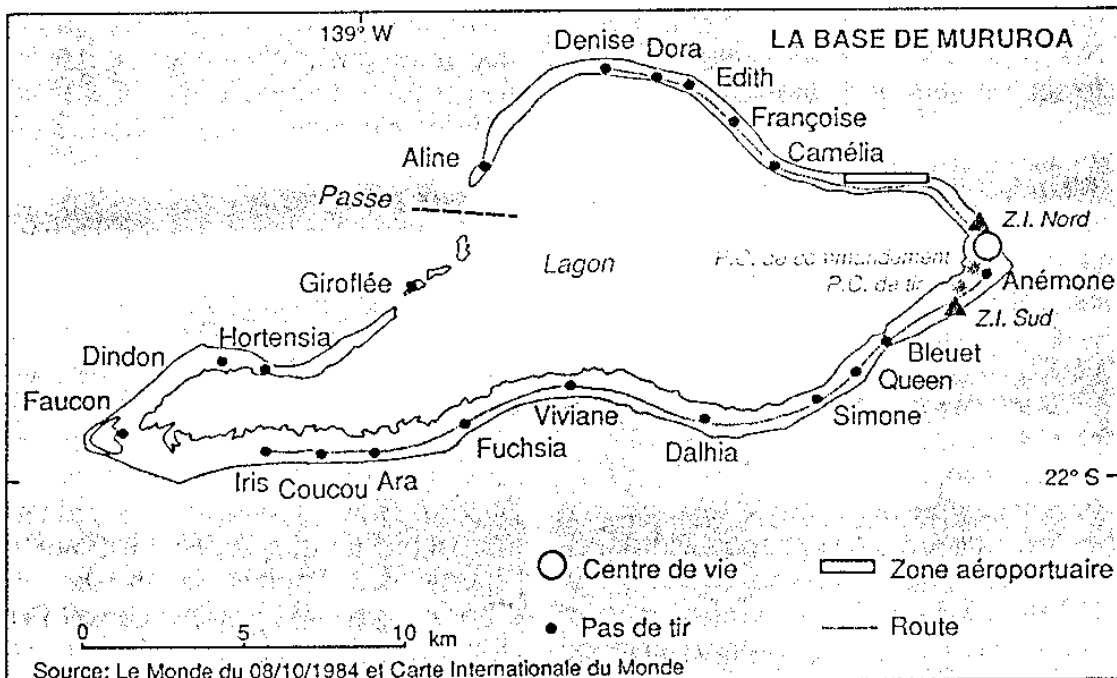 139° W
LA BASE DE MURUROA
Denise
Dora
Edith
Françoise
Camélia
Aline
Passe
Z.I. Nord
Lagon
P.C. de commandement
P.C. de tir
Anémone
Giroflée
Z.I. Sud
Hortensia
Dindon
Bleuet
Queen
Faucon
Simone
Viviane
Fuchsia
Dalhia
Iris
Coucou
Ara
22° S
Centre de vie
Zone aéroportuaire
0 5 10 km
Pas de tir
Route
Source: Le Monde du 08/10/1984 et Carte Internationale du Monde